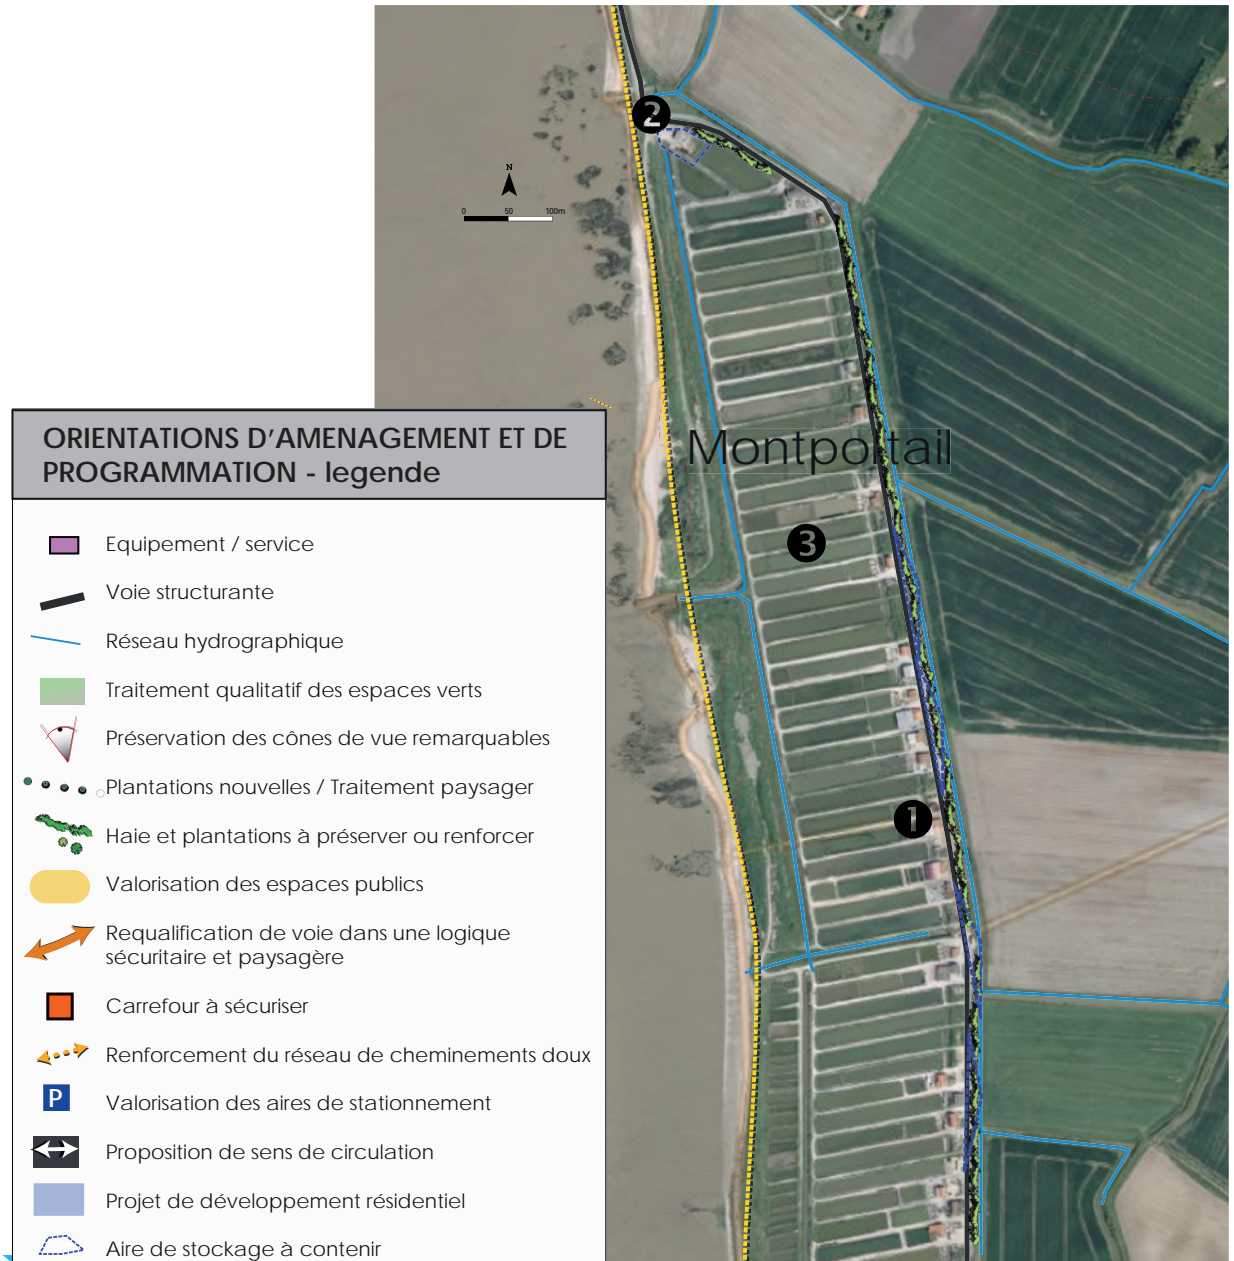 2
N
0 50 100m
Montportail
3
1
ORIENTATIONS D'AMENAGEMENT ET DE
PROGRAMMATION - legende
Equipement / service
Voie structurante
Réseau hydrographique
Traitement qualitatif des espaces verts
Préservation des cônes de vue remarquables
Plantations nouvelles / Traitement paysager
Haie et plantations à préserver ou renforcer
Valorisation des espaces publics
Requalification de voie dans une logique
sécuritaire et paysagère
Carrefour à sécuriser
Renforcement du réseau de cheminements doux
P
Valorisation des aires de stationnement
Proposition de sens de circulation
Projet de développement résidentiel
Aire de stockage à contenir